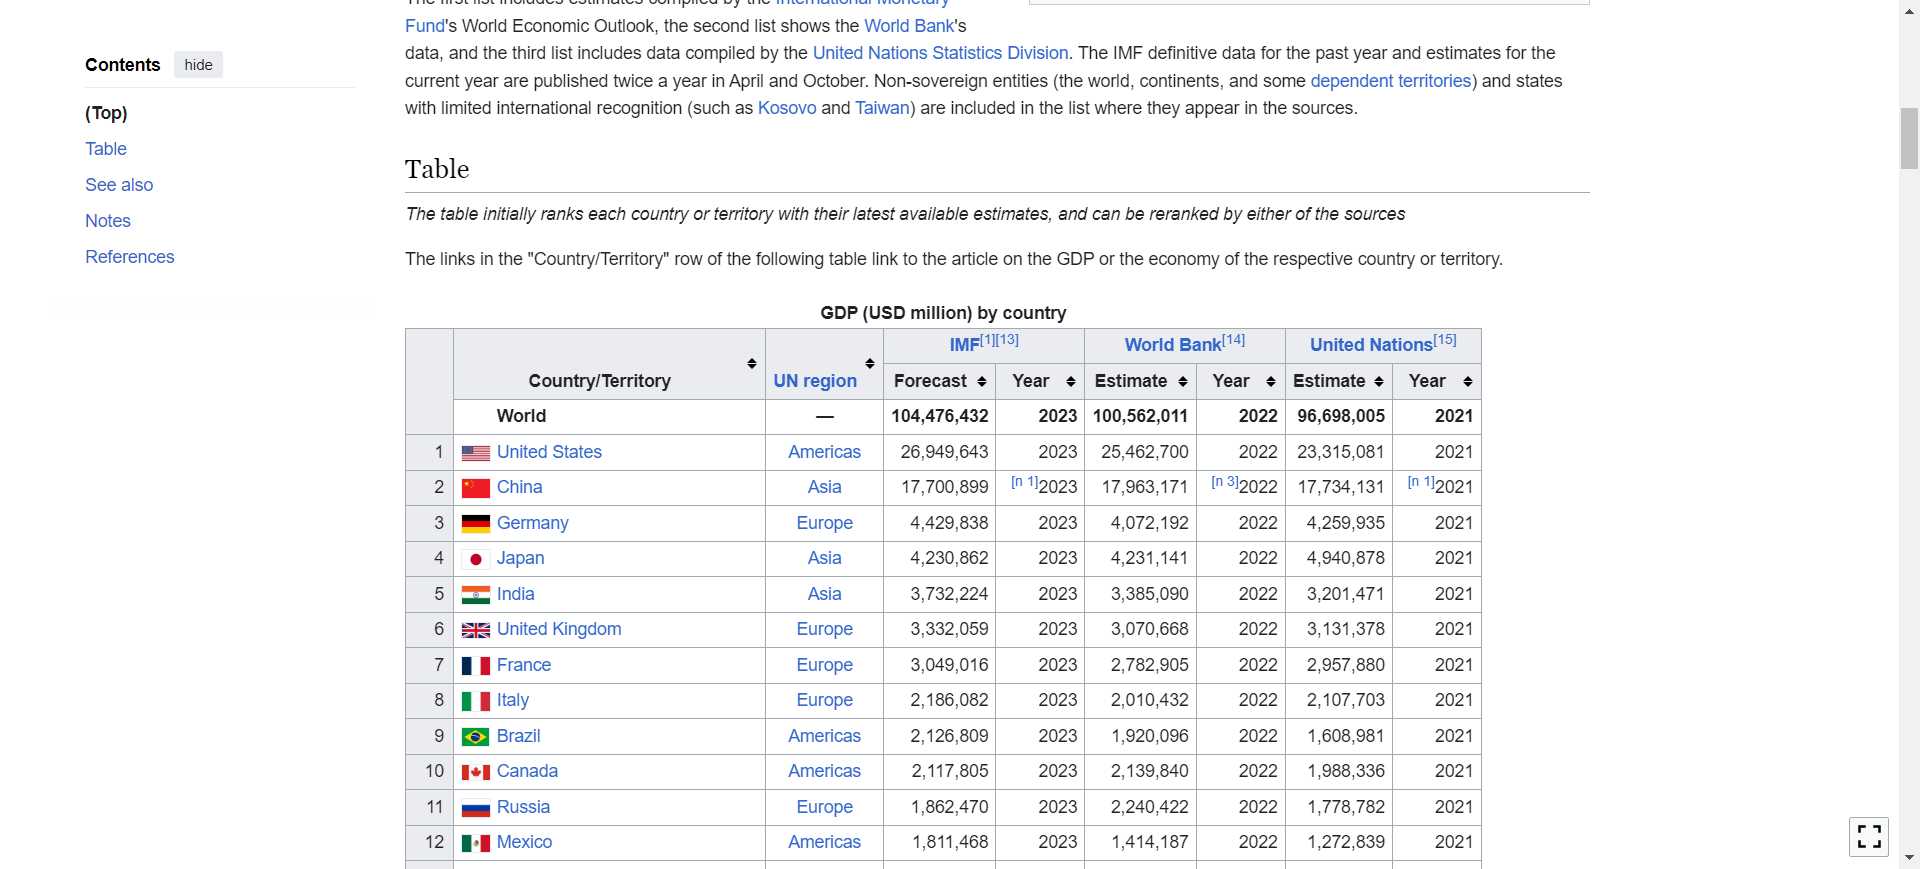 The first list includes estimates compiled by the International Monetary
Fund's World Economic Outlook, the second list shows the World Bank's
data, and the third list includes data compiled by the United Nations Statistics Division. The IMF definitive data for the past year and estimates for the
current year are published twice a year in April and October. Non-sovereign entities (the world, continents, and some dependent territories) and states
with limited international recognition (such as Kosovo and Taiwan) are included in the list where they appear in the sources.
Contents hide
(Top)
Table
See also
Notes
References
Table
The table initially ranks each country or territory with their latest available estimates, and can be reranked by either of the sources
The links in the "Country/Territory" row of the following table link to the article on the GDP or the economy of the respective country or territory.
GDP (USD million) by country
Country/Territory UN region IMF[1][13] World Bank[14] United Nations[15]
Forecast Year Estimate Year Estimate Year
World — 104,476,432 2023 100,562,011 2022 96,698,005 2021
1 United States Americas 26,949,643 2023 25,462,700 2022 23,315,081 2021
2 China Asia 17,700,899 [n 1]2023 17,963,171 [n 3]2022 17,734,131 [n 1]2021
3 Germany Europe 4,429,838 2023 4,072,192 2022 4,259,935 2021
4 Japan Asia 4,230,862 2023 4,231,141 2022 4,940,878 2021
5 India Asia 3,732,224 2023 3,385,090 2022 3,201,471 2021
6 United Kingdom Europe 3,332,059 2023 3,070,668 2022 3,131,378 2021
7 France Europe 3,049,016 2023 2,782,905 2022 2,957,880 2021
8 Italy Europe 2,186,082 2023 2,010,432 2022 2,107,703 2021
9 Brazil Americas 2,126,809 2023 1,920,096 2022 1,608,981 2021
10 Canada Americas 2,117,805 2023 2,139,840 2022 1,988,336 2021
11 Russia Europe 1,862,470 2023 2,240,422 2022 1,778,782 2021
12 Mexico Americas 1,811,468 2023 1,414,187 2022 1,272,839 2021